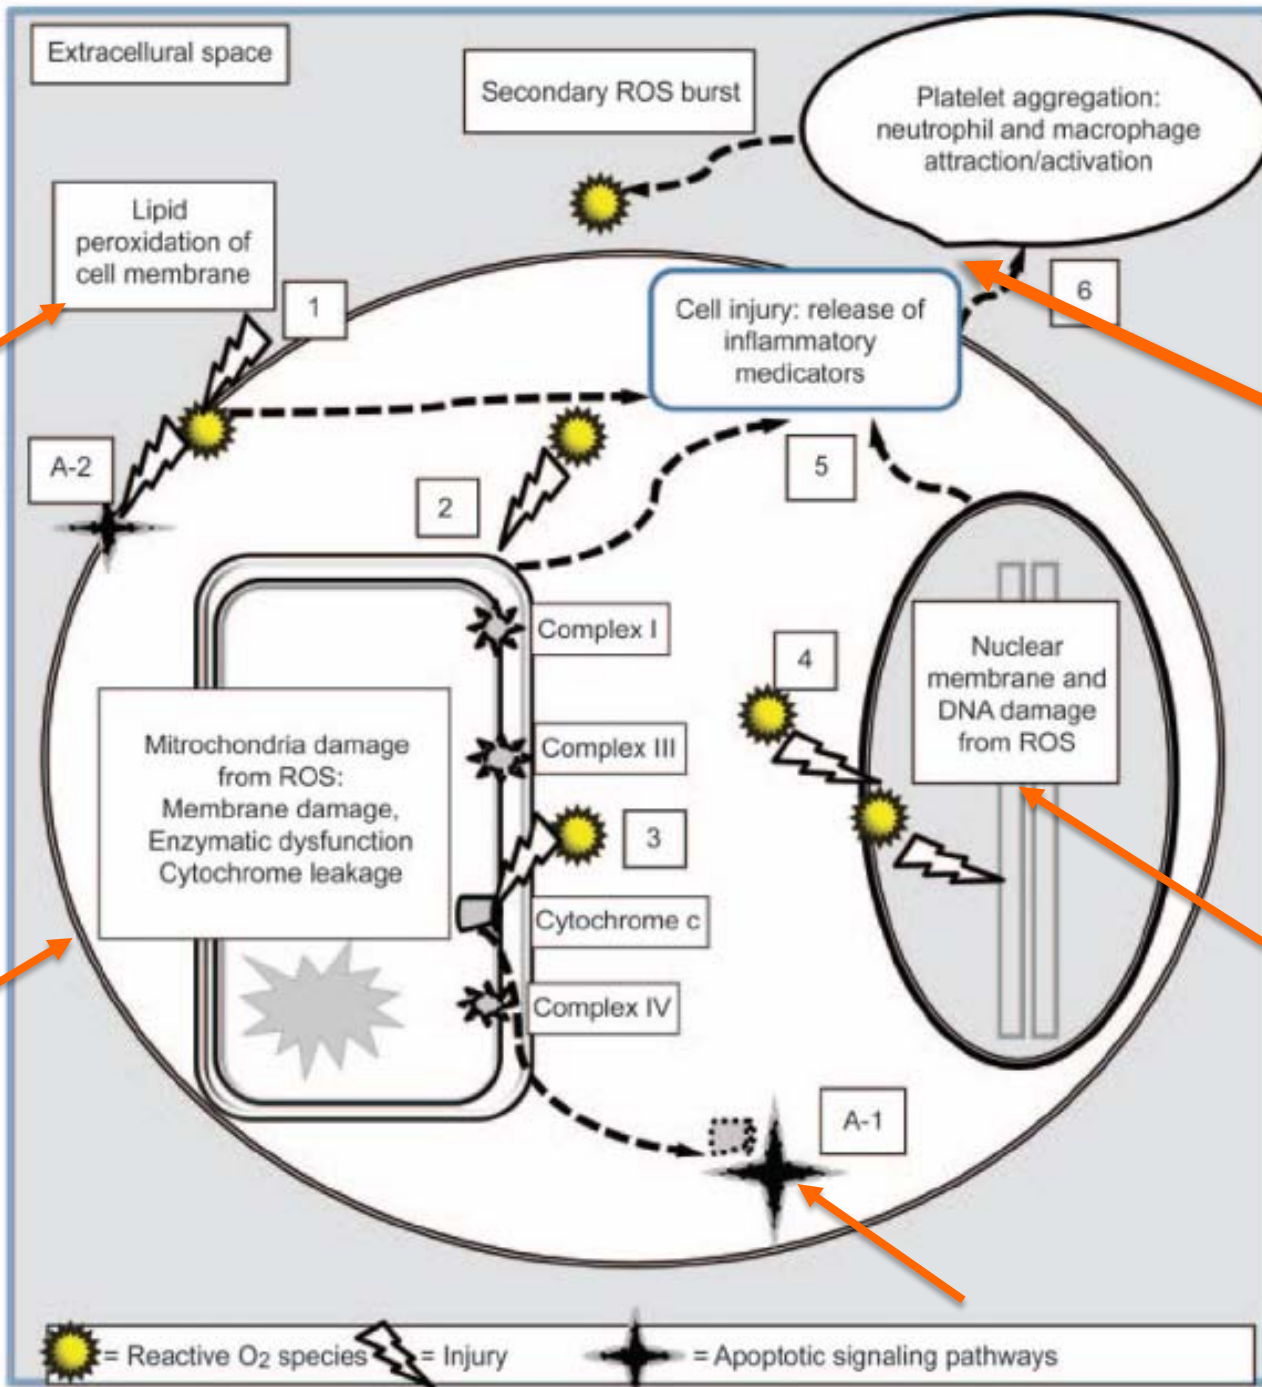 Extracellural space
Secondary ROS burst
Platelet aggregation:
neutrophil and macrophage
attraction/activation
Lipid
peroxidation of
cell membrane
1
6
Cell injury: release of
inflammatory
medicators
A-2
2
5
Complex I
4
Nuclear
membrane and
DNA damage
from ROS
Mitrochondria damage
from ROS:
Membrane damage,
Enzymatic dysfunction
Cytochrome leakage
Complex III
3
Cytochrome c
Complex IV
A-1
= Reactive O2 species
= Injury
= Apoptotic signaling pathways